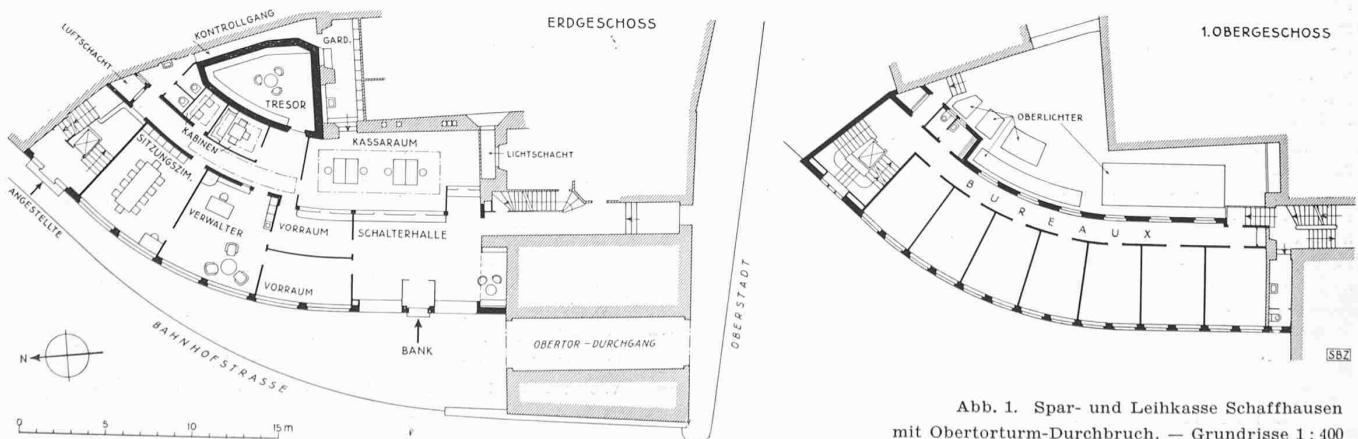 ERDGESCHOSS
KONTROLLGANG
LUFTSCHACHT
GARD.
TRESOR
KABINEN
SITZUNGSZIM.
KASSARAUM
LICHTSCHACHT
ANGESTELLTE
VERWALTER
VORRAUM
SCHALTERHALLE
VORRAUM
BANK
BAHNHOFSTRASSE
OBERTOR-DURCHGANG
OBERSTADT
N
0 5 10 15 m
1. OBERGESCHOSS
OBERLICHTER
BUREAUX
SBZ
Abb. 1. Spar- und Leihkasse Schaffhausen
mit Obertorturm-Durchbruch. — Grundrisse 1 : 400